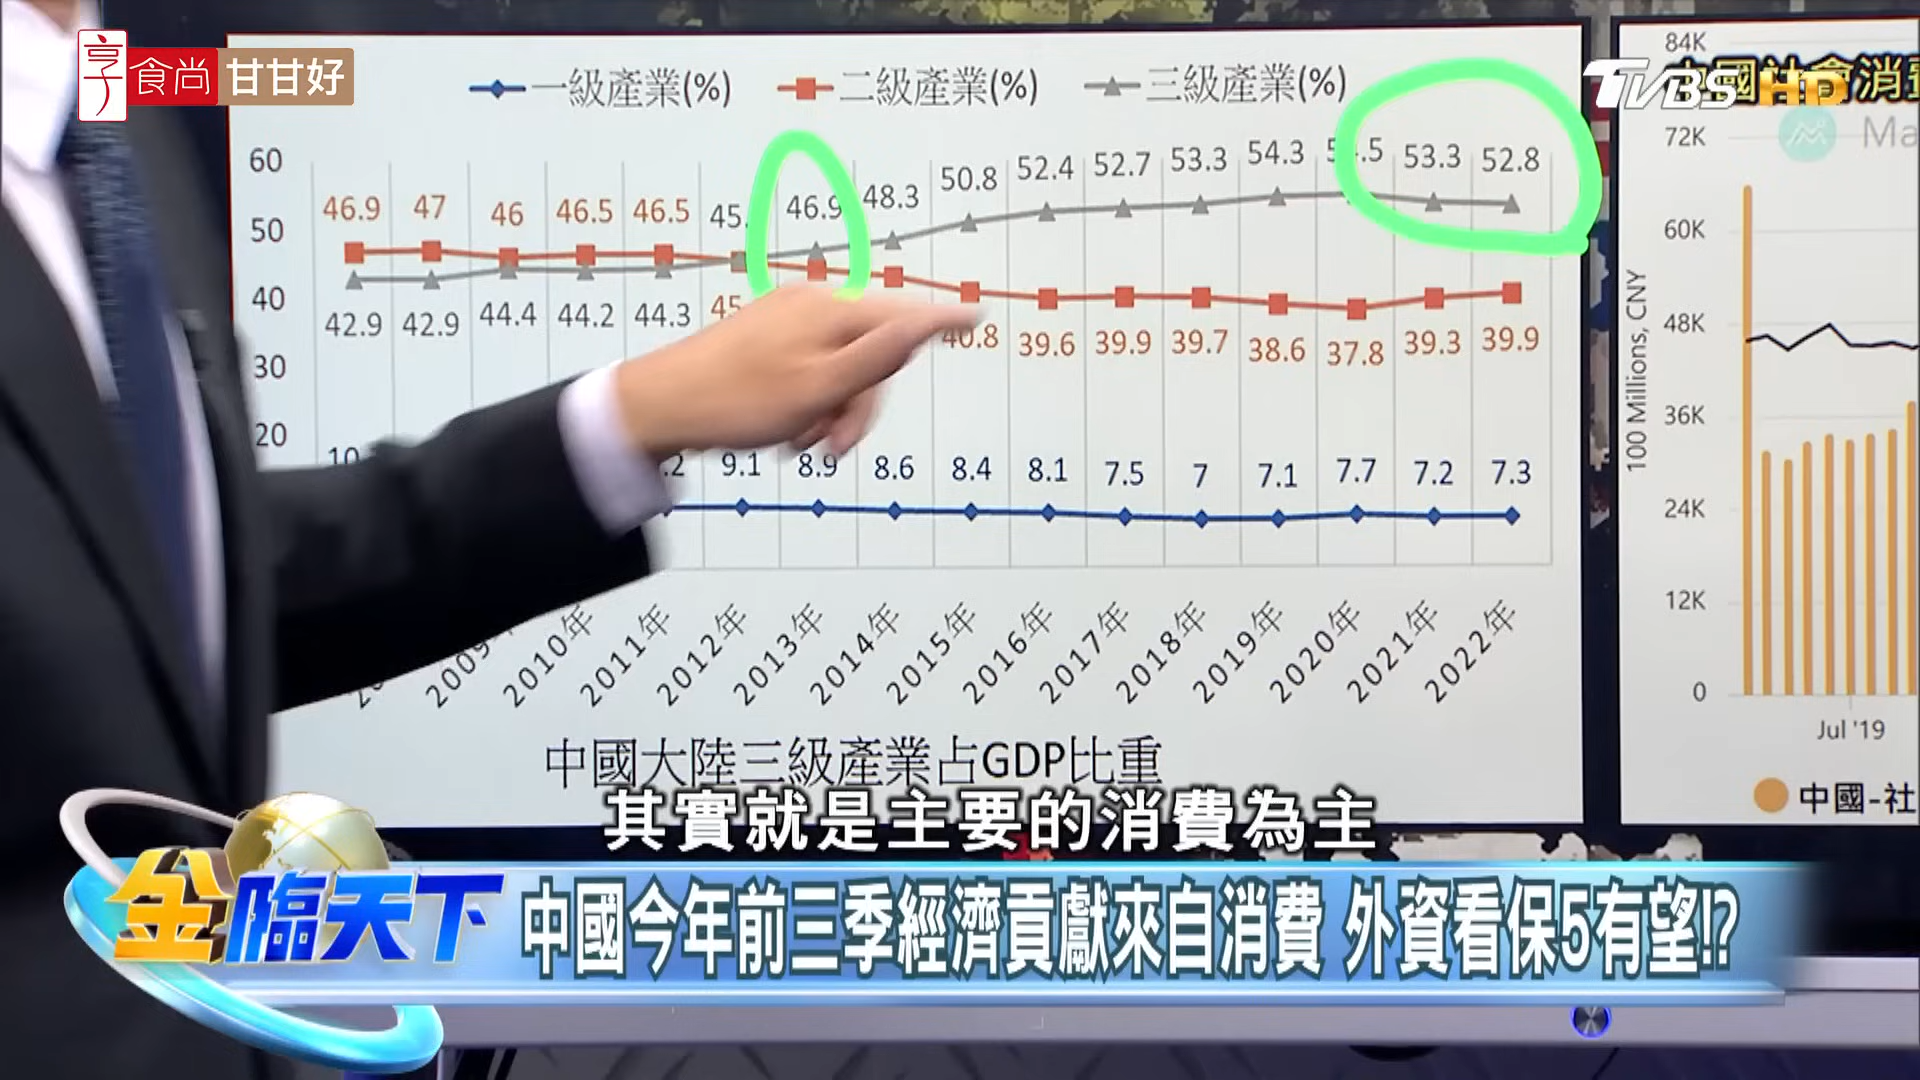 享
食尚 甘甘好
TVBS HD
一級產業(%) 二級產業(%) 三級產業(%)
60
50
40
30
20
46.9 47 46 46.5 46.5
46.9 48.3 50.8 52.4 52.7 53.3 54.3 53.3 52.8
42.9 42.9 44.4 44.2 44.3
40.8 39.6 39.9 39.7 38.6 37.8 39.3 39.9
9.1 8.9 8.6 8.4 8.1 7.5 7 7.1 7.7 7.2 7.3
2010年 2011年 2012年 2013年 2014年 2015年 2016年 2017年 2018年 2019年 2020年 2021年 2022年
中國大陸三級產業占GDP比重
中國社會消費
Ma
84K
72K
60K
48K
36K
24K
12K
0
100 Millions, CNY
Jul '19
中國-社
其實就是主要的消費為主
金臨天下
中國今年前三季經濟貢獻來自消費 外資看保5有望!?